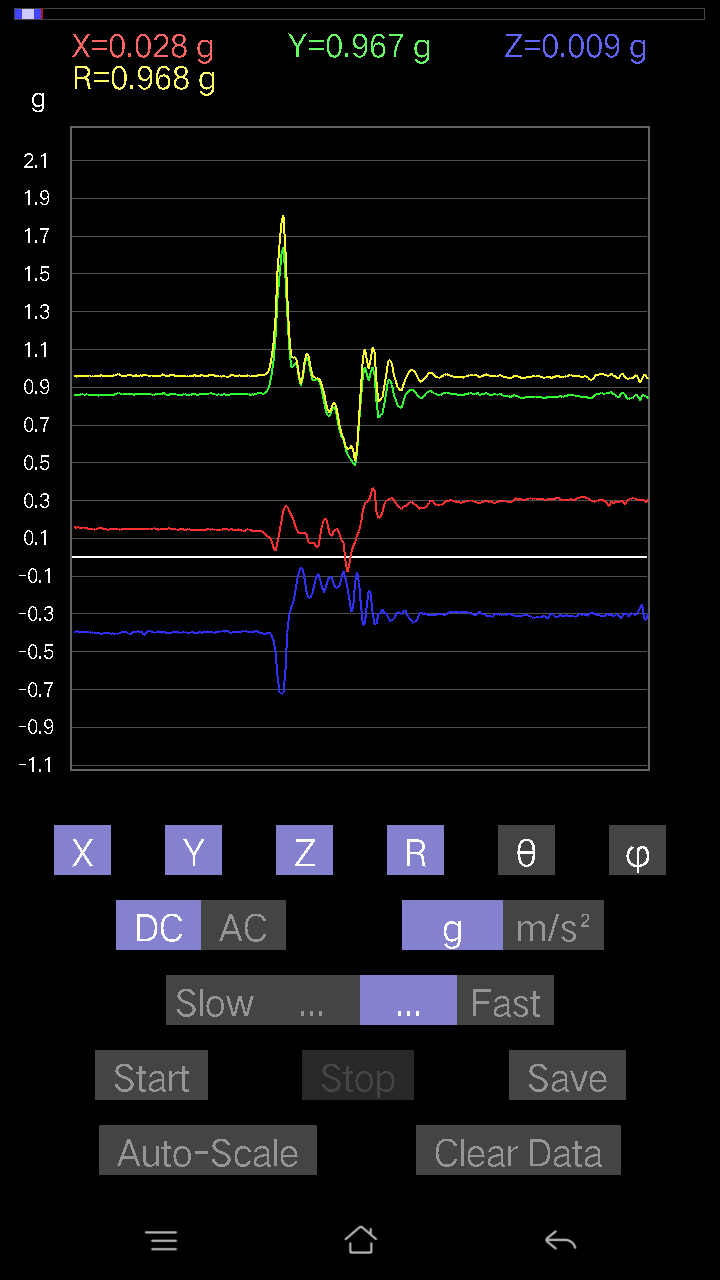 X=0.028 g Y=0.967 g Z=0.009 g
R=0.968 g
g
2.1
1.9
1.7
1.5
1.3
1.1
0.9
0.7
0.5
0.3
0.1
-0.1
-0.3
-0.5
-0.7
-0.9
-1.1
X Y Z R θ φ
DC AC g m/s²
Slow ... ... Fast
Start Stop Save
Auto-Scale Clear Data